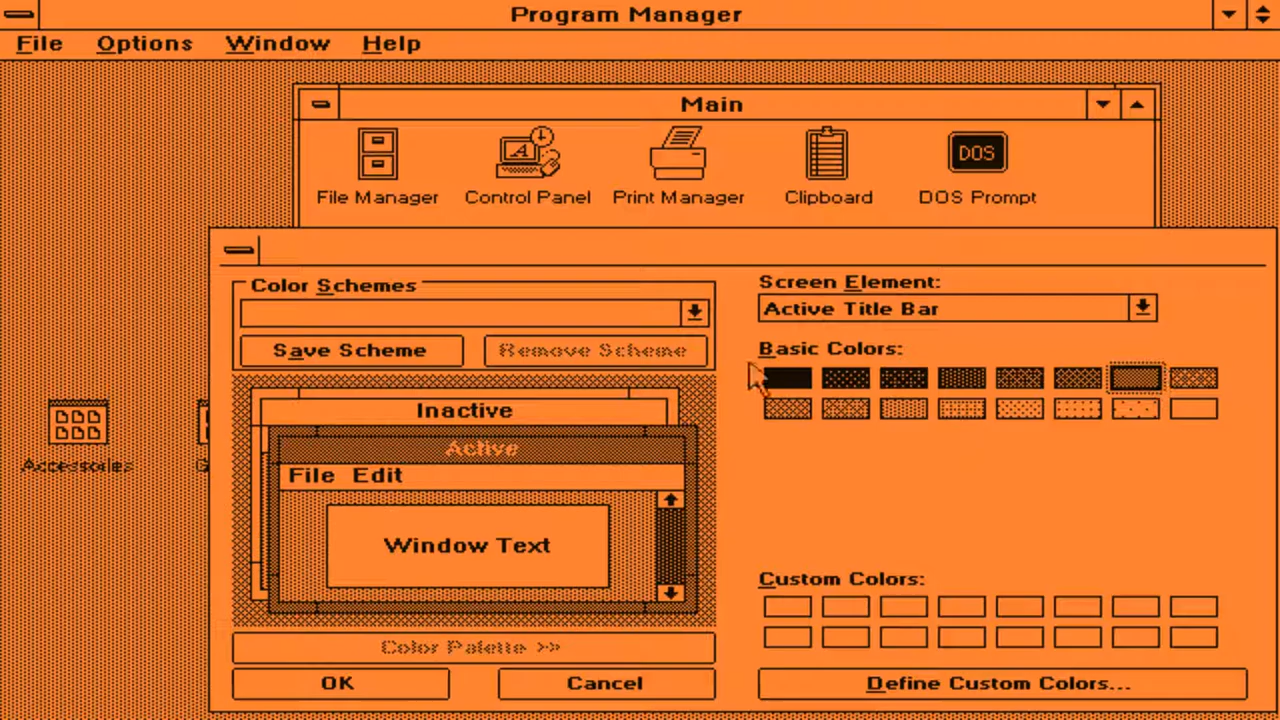 Program Manager
File Options Window Help
Main
File Manager Control Panel Print Manager Clipboard DOS Prompt
DOS
Color Schemes
Save Scheme Remove Scheme
Inactive
Active
File Edit
Window Text
Color Palette >>
OK Cancel
Screen Element:
Active Title Bar
Basic Colors:
Custom Colors:
Define Custom Colors...
Accessories